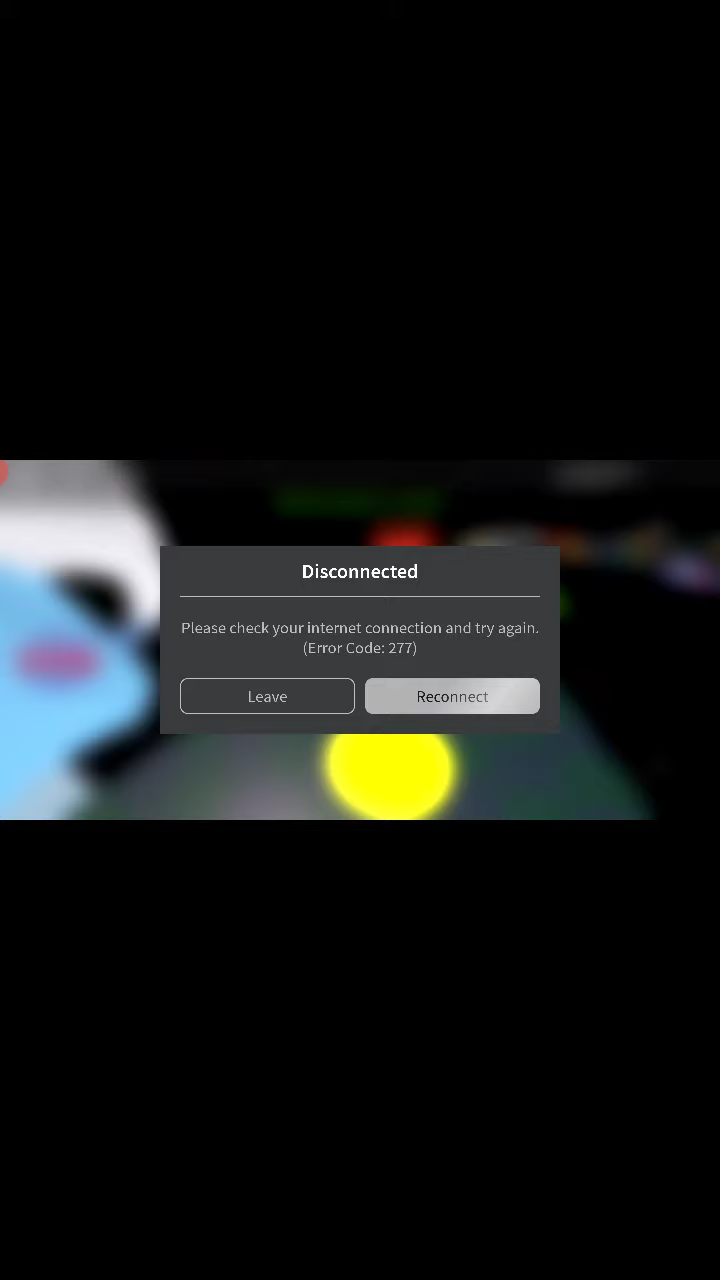 Disconnected
Please check your internet connection and try again.
(Error Code: 277)
Leave
Reconnect